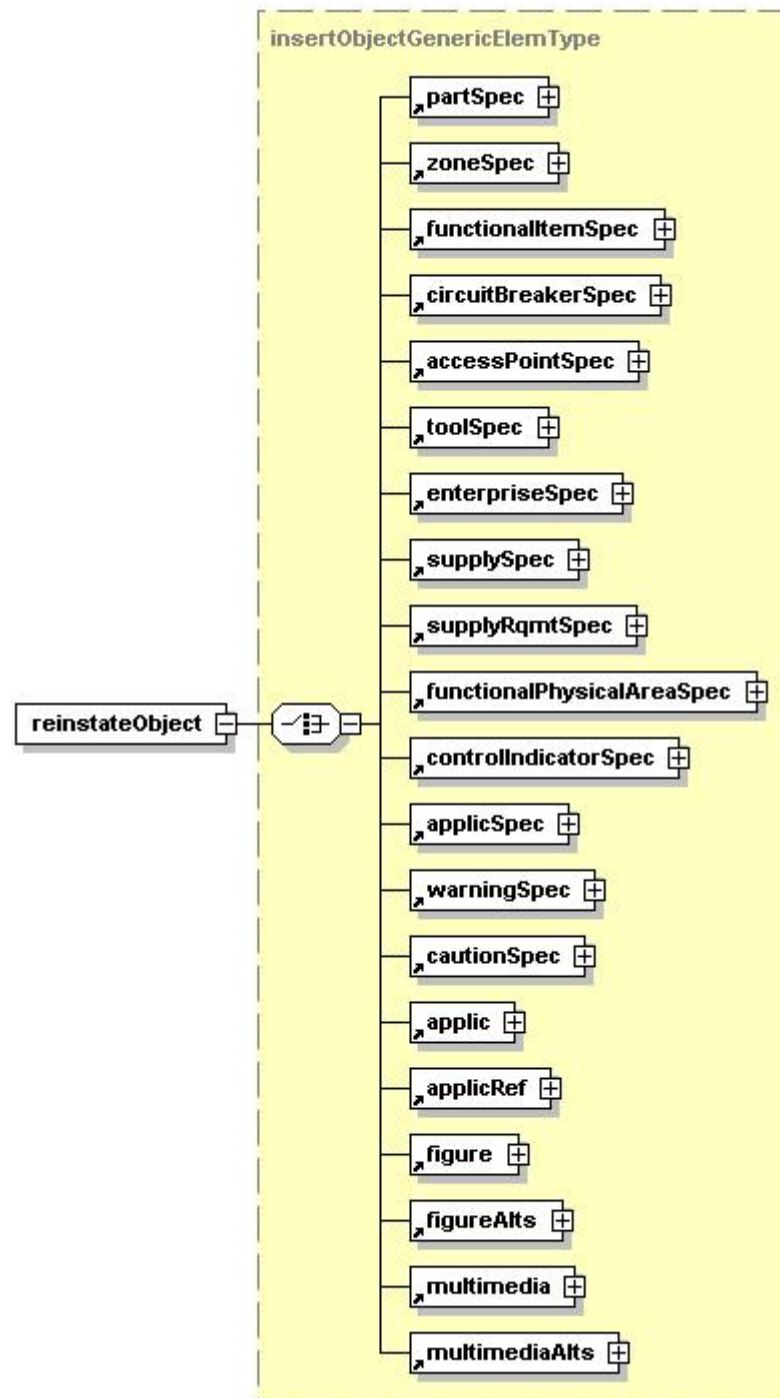 insertObjectGenericElemType
partSpec
zoneSpec
functionalItemSpec
circuitBreakerSpec
accessPointSpec
toolSpec
enterpriseSpec
supplySpec
supplyRqmtSpec
functionalPhysicalAreaSpec
reinstateObject
controlIndicatorSpec
applicSpec
warningSpec
cautionSpec
applic
applicRef
figure
figureAlts
multimedia
multimediaAlts